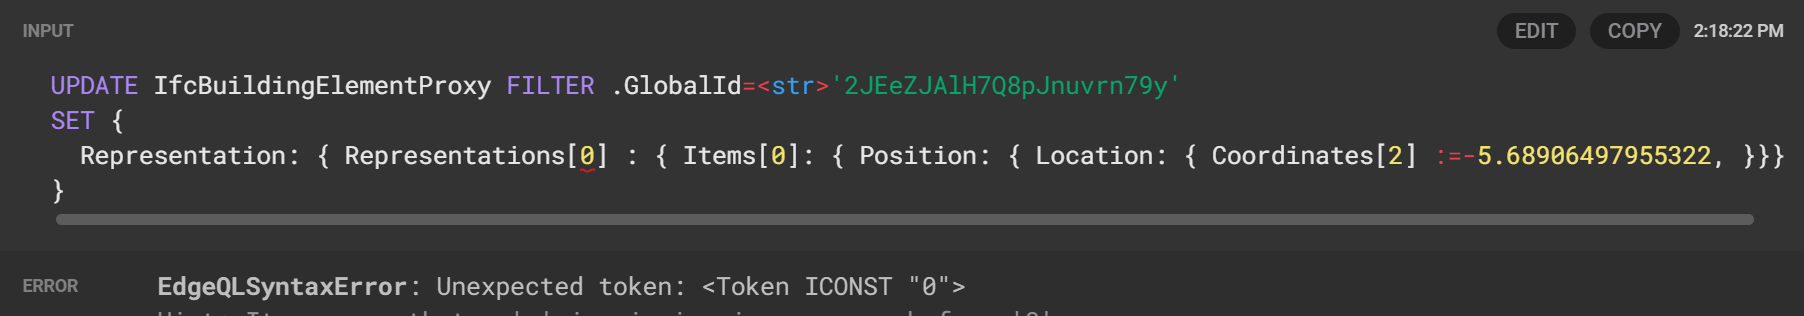 INPUT EDIT COPY 2:18:22 PM
UPDATE IfcBuildingElementProxy FILTER .GlobalId=<str>'2JEeZJAlH7Q8pJnuvrn79y'
SET {
Representation: { Representations[0] : { Items[0]: { Position: { Location: { Coordinates[2] :=-5.68906497955322, }}}
}
ERROR EdgeQLSyntaxError: Unexpected token: <Token ICONST "0">